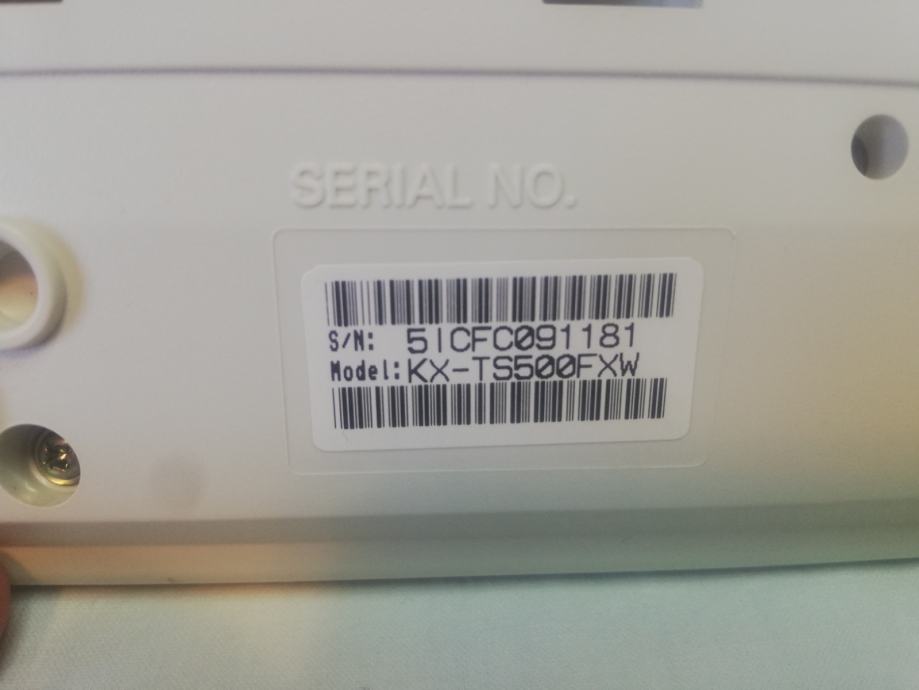 SERIAL NO.
S/N: 5ICFC091181
Model: KX-TS500FXW